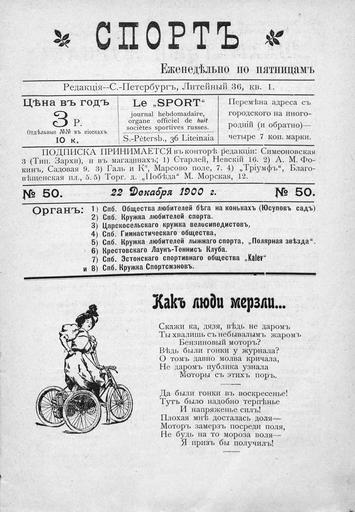 СПОРТЪ
Еженедѣльно по пятницамъ
Редакція—С.-Петербургъ, Литейный 36, кв. 1.
Цѣна въ годъ
3 Р.
Отдѣльные №№ въ кіоскахъ
10 к.
Le „SPORT“
journal hebdomadaire,
organe officiel de huit
sociétes sportives russes.
S.-Pétersb., 36 Liteinaia
Перемѣна адреса съ
городского на иного-
родній (и обратно)—
четыре 7 коп. марки.
ПОДПИСКА ПРИНИМАЕТСЯ въ конторѣ редакціи: Симеоновская
3 (Тип. Зархи), и въ магазинахъ; 1) Старлей, Невскій 16. 2) А. М. Фо-
кинъ, Садовая 9. 3) Галь и К°, Марсово поле, 7. 4) „Тріумфъ“, Благо-
вѣщенская пл., 5. 5) Торг. д. „Побѣда“ М. Морская, 12.
№ 50.
22 Декабря 1900 г.
№ 50.
Органъ:
1) Спб. Общества любителей бѣга на конькахъ (Юсуповъ садъ)
2) Спб. Кружка любителей спорта.
3) Царскосельскаго кружка велосипедистовъ,
4) Спб. Гимнастическаго общества,
5) Спб. Кружка любителей лыжнаго спорта, „Полярная звѣзда“.
6) Крестовскаго Лаунъ-Теннисъ Клуба.
7) Спб. Эстонскаго спортивнаго общества „Kalev“
и 8) Спб. Кружка Спортсмэновъ.
Какъ люди мерзли...
Скажи ка, дядя, вѣдь не даромъ
Ты хвалишь съ небывалымъ жаромъ
Бензиновый моторъ?
Вѣдь были гонки у журнала?
О томъ давно молва кричала,
Не даромъ публика узнала
Моторы съ этихъ поръ.
Да были гонки въ воскресенье!
Тутъ было надобно терпѣнье
И напряженье силъ!
Плохая мнѣ досталась доля—
Моторъ замерзъ посреди поля,
Не будь на то мороза воля—
Я призъ бы получилъ!